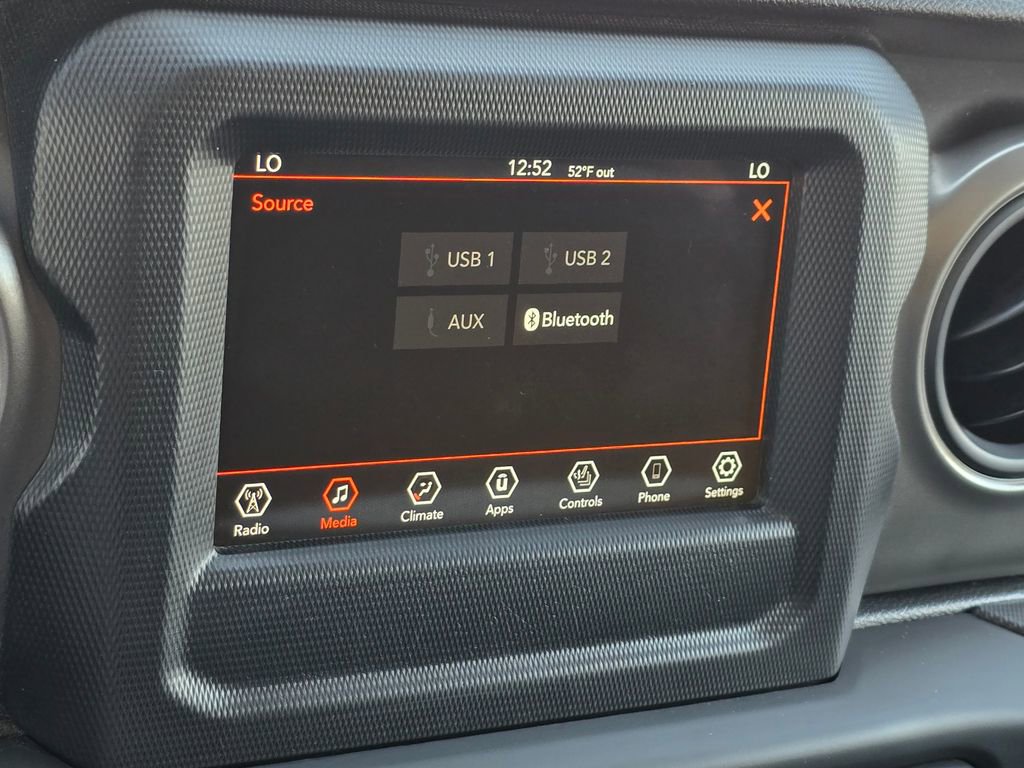 LO 12:52 52°F out LO
Source X
USB 1 USB 2
AUX Bluetooth
Radio Media Climate Apps Controls Phone Settings